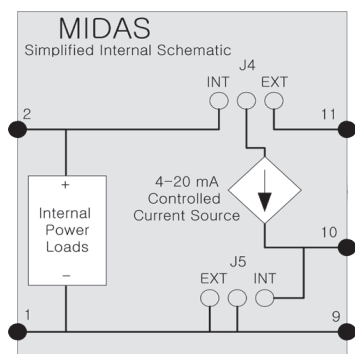 MIDAS
Simplified Internal Schematic
J4
INT EXT
2
11
+
Internal
Power
Loads
−
4−20 mA
Controlled
Current Source
10
J5
EXT INT
1
9